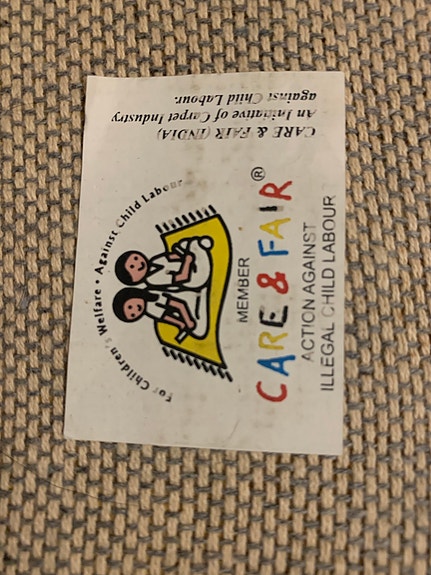 For Children's Welfare • Against Child Labour
MEMBER
CARE & FAIR®
ACTION AGAINST
ILLEGAL CHILD LABOUR
CARE & FAIR (INDIA)
An Initiative of Carpet Industry
against Child Labour.